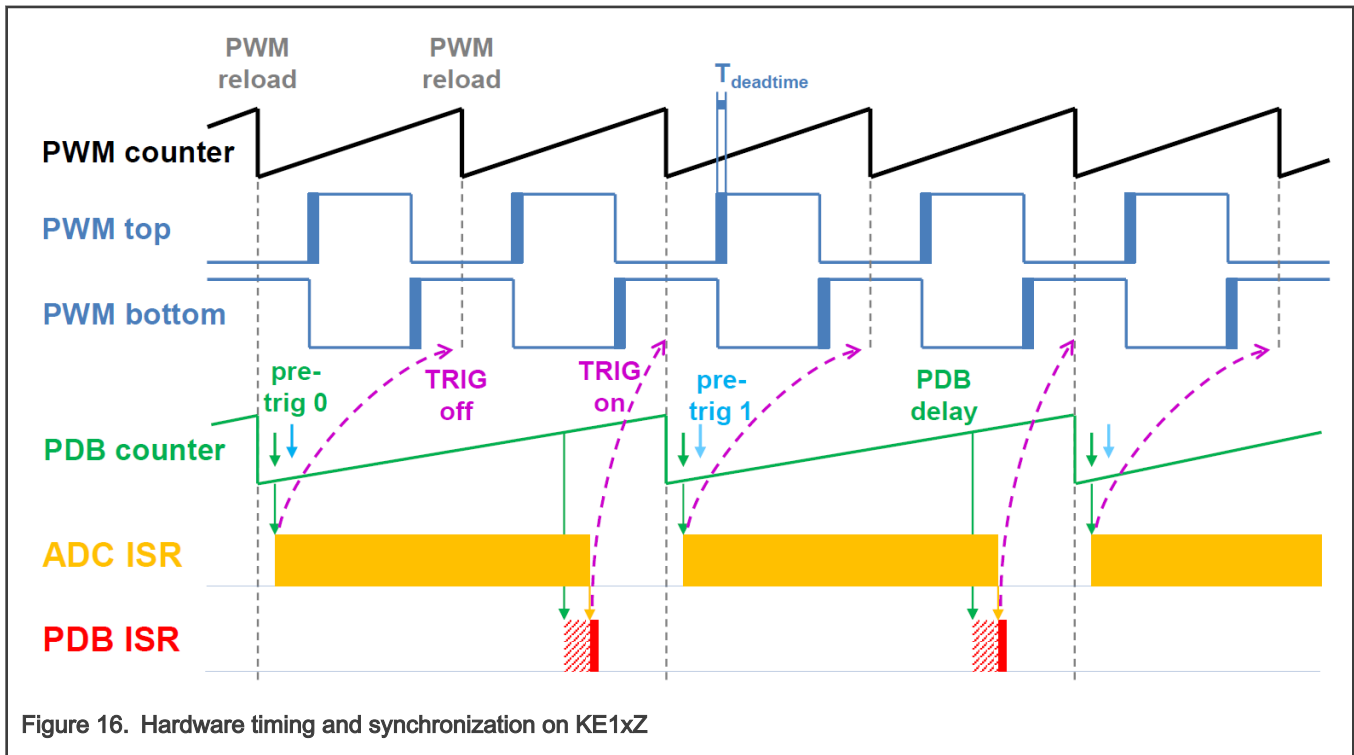 PWM
reload
PWM
reload
T deadtime
PWM counter
PWM top
PWM bottom
pre-
trig 0
TRIG
off
TRIG
on
pre-
trig 1
PDB
delay
PDB counter
ADC ISR
PDB ISR
Figure 16. Hardware timing and synchronization on KE1xZ